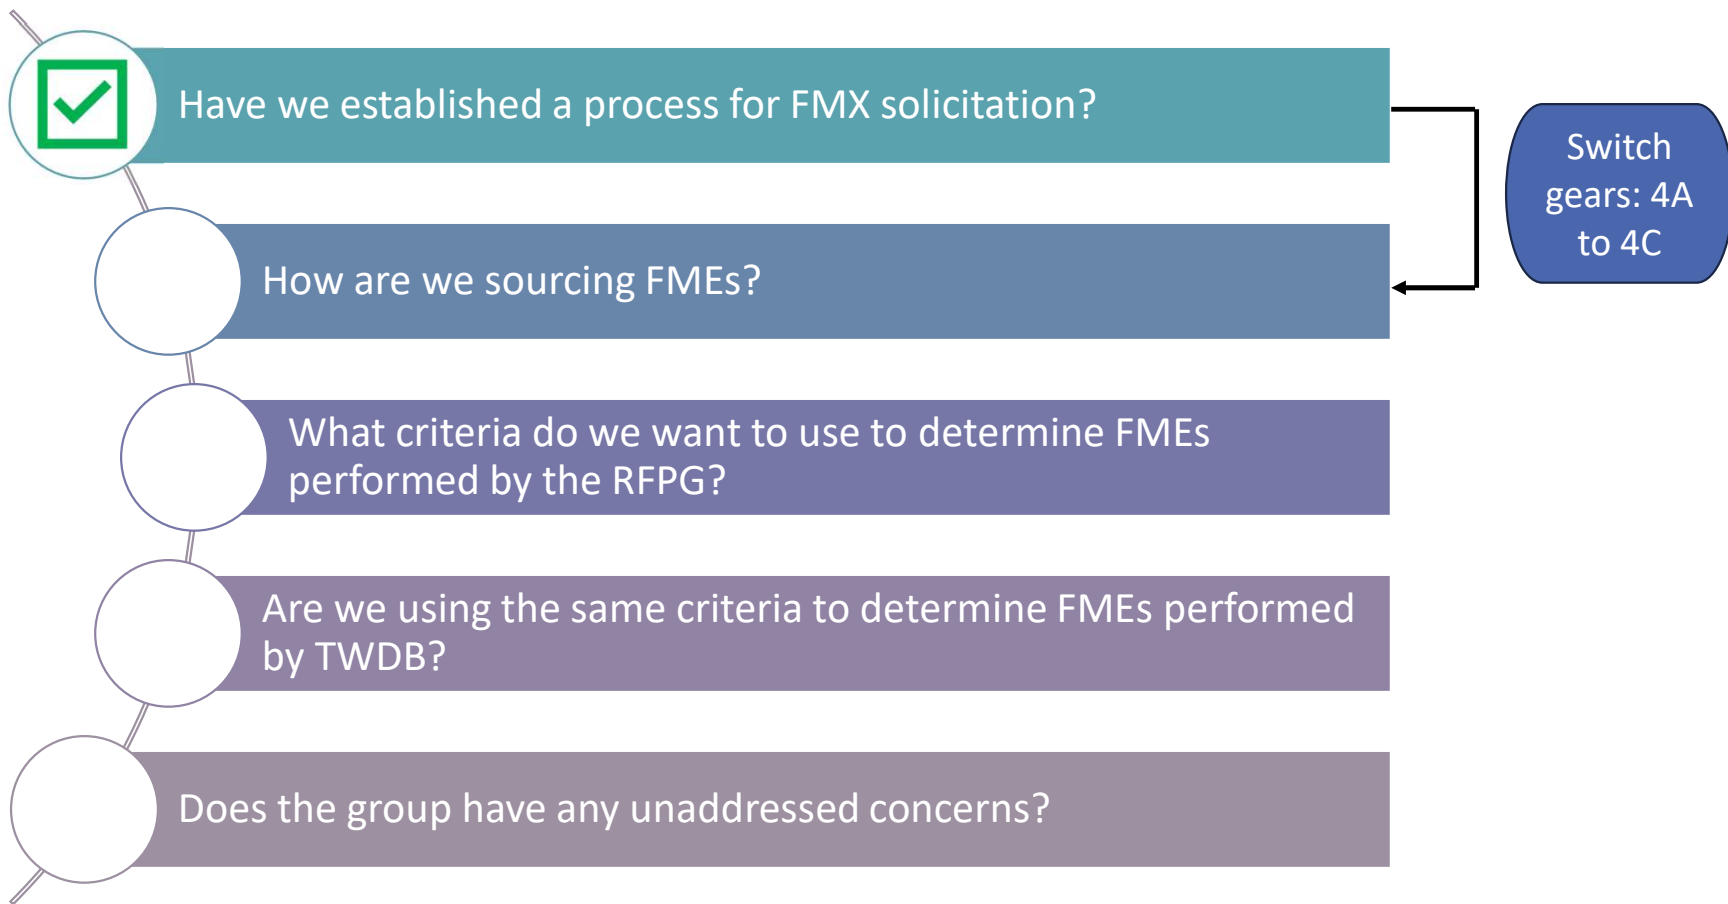 Have we established a process for FMX solicitation?
Switch
gears: 4A
to 4C
How are we sourcing FMEs?
What criteria do we want to use to determine FMEs
performed by the RFPG?
Are we using the same criteria to determine FMEs performed
by TWDB?
Does the group have any unaddressed concerns?